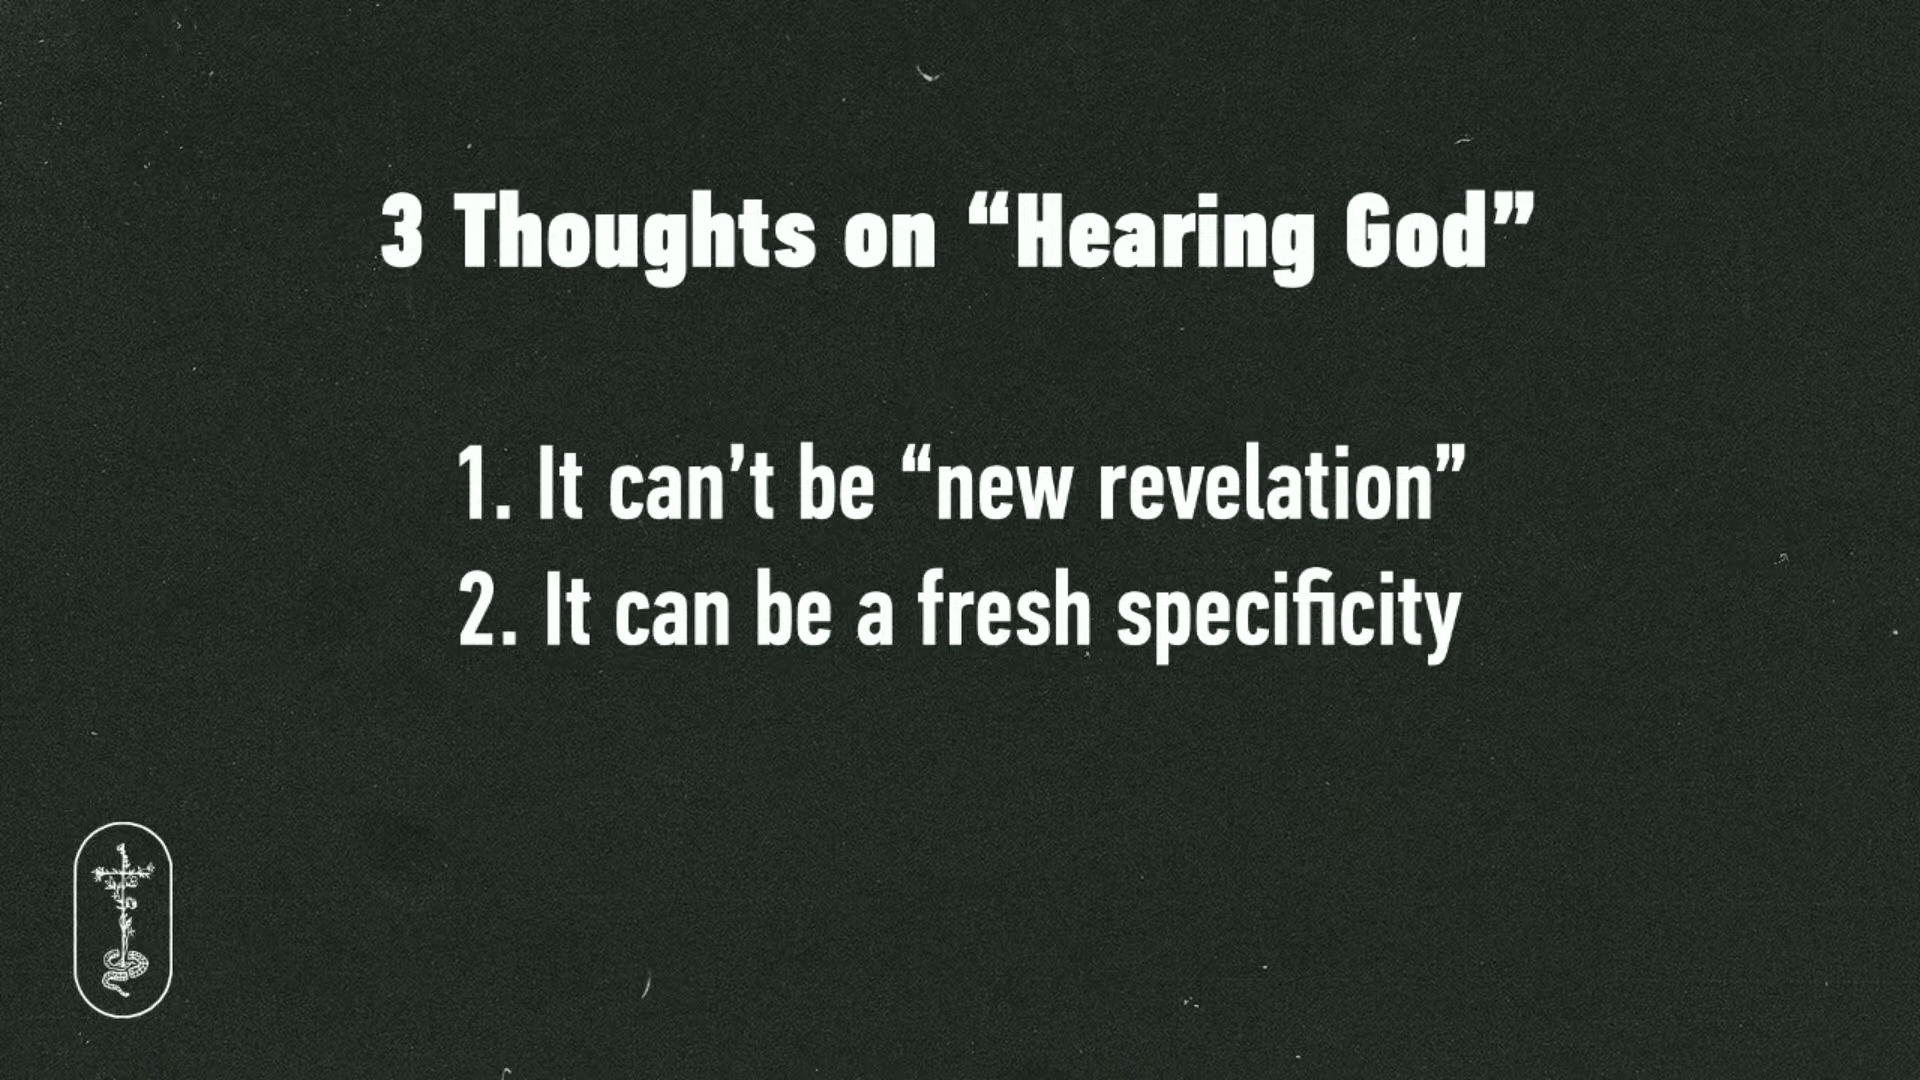 3 Thoughts on “Hearing God”
1. It can’t be “new revelation”
2. It can be a fresh specificity